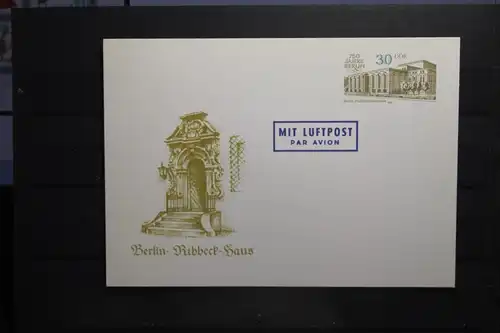 750
JAHRE
BERLIN
30 DDR
MIT LUFTPOST
PAR AVION
Berlin-Ribbeck-Haus